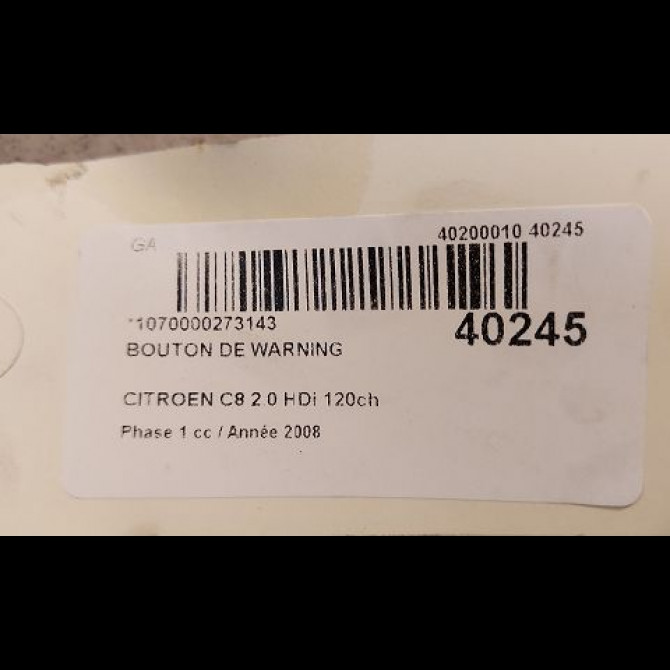 GA 40200010 40245
*1070000273143 40245
BOUTON DE WARNING
CITROEN C8 2.0 HDi 120ch
Phase 1 cc / Année 2008